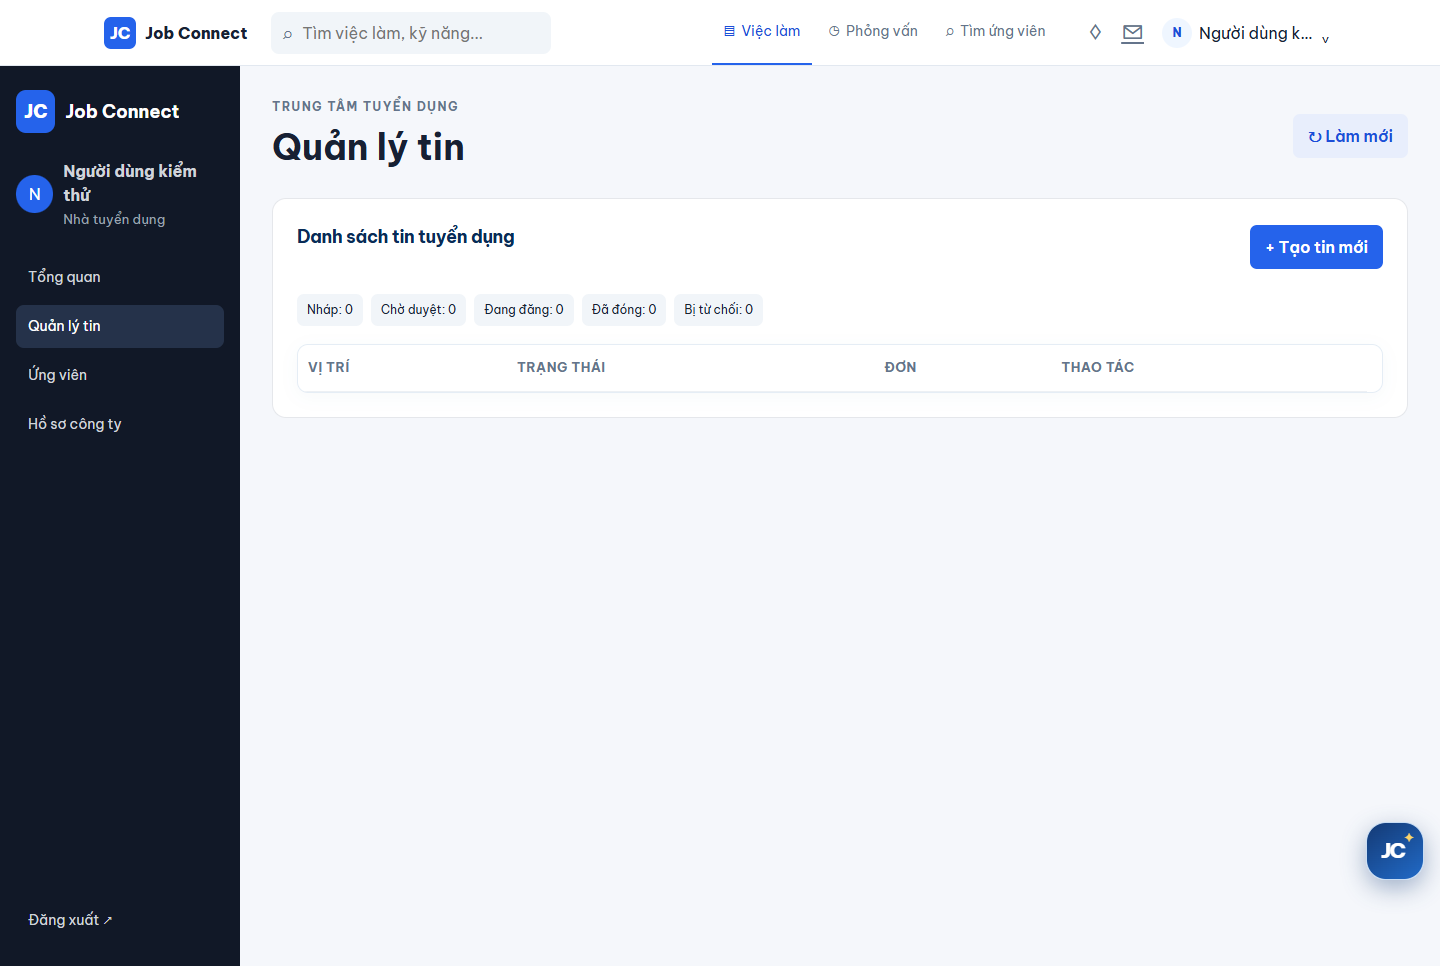 JC Job Connect
Tìm việc làm, kỹ năng...
Việc làm
Phỏng vấn
Tìm ứng viên
N Người dùng k...
JC Job Connect
N
Người dùng kiểm
thử
Nhà tuyển dụng
Tổng quan
Quản lý tin
Ứng viên
Hồ sơ công ty
Đăng xuất ↗
TRUNG TÂM TUYỂN DỤNG
Quản lý tin
↻ Làm mới
Danh sách tin tuyển dụng
+ Tạo tin mới
Nháp: 0 Chờ duyệt: 0 Đang đăng: 0 Đã đóng: 0 Bị từ chối: 0
VỊ TRÍ TRẠNG THÁI ĐƠN THAO TÁC
JC